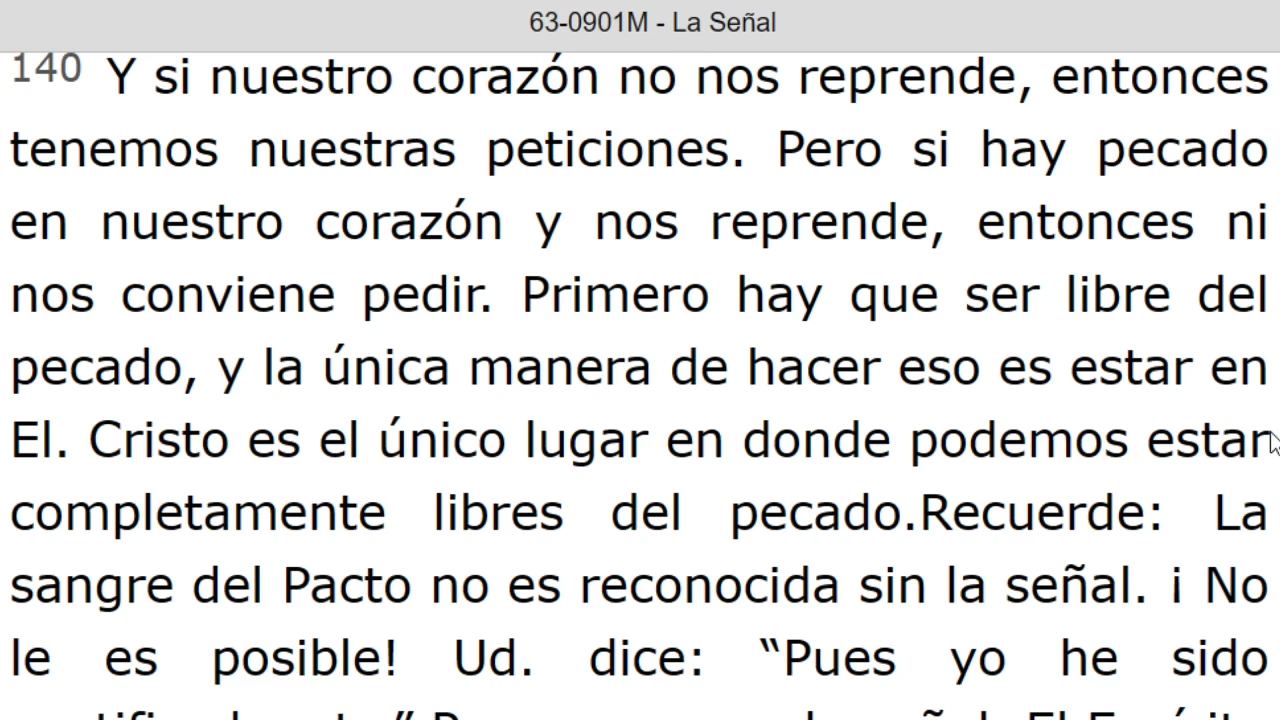 63-0901M - La Señal
140 Y si nuestro corazón no nos reprende, entonces
tenemos nuestras peticiones. Pero si hay pecado
en nuestro corazón y nos reprende, entonces ni
nos conviene pedir. Primero hay que ser libre del
pecado, y la única manera de hacer eso es estar en
El. Cristo es el único lugar en donde podemos estar
completamente libres del pecado.Recuerde: La
sangre del Pacto no es reconocida sin la señal. ¡ No
le es posible! Ud. dice: “Pues yo he sido